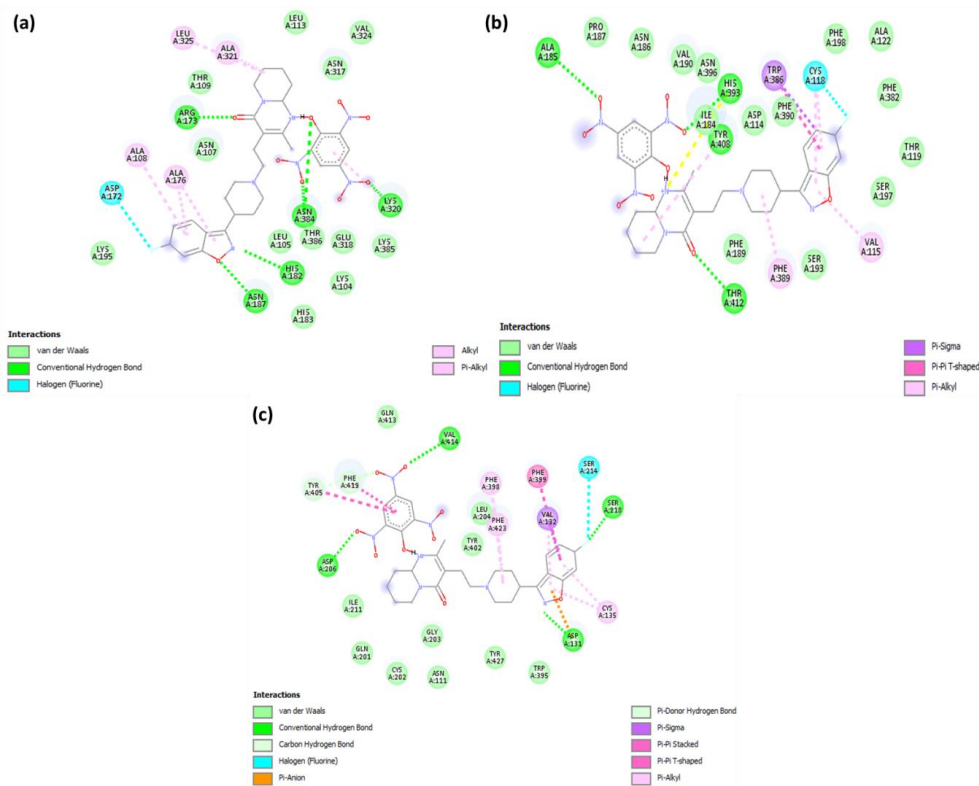 (a)
LEU
A:113
LEU
A:325
ALA
A:321
VAL
A:324
ASN
A:317
THR
A:109
ARG
A:173
ASN
A:107
ALA
A:108
ALA
A:176
ASP
A:172
LYS
A:320
ASN
A:384
LEU
A:105
THR
A:386
GLU
A:318
LYS
A:385
LYS
A:195
HIS
A:182
LYS
A:104
ASN
A:187
HIS
A:183
H
Interactions
van der Waals
Conventional Hydrogen Bond
Halogen (Fluorine)
Alkyl
Pi-Alkyl
(b)
PRO
A:187
ASN
A:186
ALA
A:185
VAL
A:190
ASN
A:396
HIS
A:393
TRP
A:386
CYS
A:118
PHE
A:198
ALA
A:122
PHE
A:382
ILE
A:184
ASP
A:114
PHE
A:390
TYR
A:408
THR
A:119
SER
A:197
H
PHE
A:189
SER
A:193
VAL
A:115
PHE
A:389
THR
A:412
Interactions
van der Waals
Conventional Hydrogen Bond
Halogen (Fluorine)
Pi-Sigma
Pi-Pi T-shaped
Pi-Alkyl
(c)
GLN
A:413
VAL
A:414
TYR
A:405
PHE
A:419
PHE
A:398
PHE
A:399
SER
A:214
SER
A:218
LEU
A:204
PHE
A:423
VAL
A:132
TYR
A:402
ASP
A:206
H
ILE
A:211
CYS
A:135
GLY
A:203
ASP
A:131
GLN
A:201
CYS
A:202
ASN
A:111
TYR
A:427
TRP
A:395
Interactions
van der Waals
Conventional Hydrogen Bond
Carbon Hydrogen Bond
Halogen (Fluorine)
Pi-Anion
Pi-Donor Hydrogen Bond
Pi-Sigma
Pi-Pi Stacked
Pi-Pi T-shaped
Pi-Alkyl